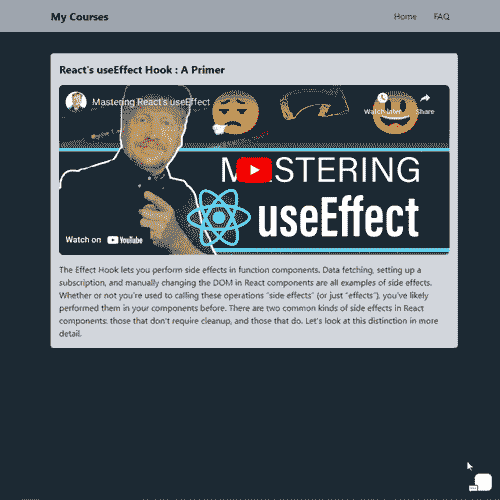 My Courses
Home FAQ
React's useEffect Hook : A Primer
Mastering React's useEffect
Watch later Share
MASTERING
useEffect
Watch on YouTube
The Effect Hook lets you perform side effects in function components. Data fetching, setting up a
subscription, and manually changing the DOM in React components are all examples of side effects.
Whether or not you're used to calling these operations "side effects" (or just "effects"), you've likely
performed them in your components before. There are two common kinds of side effects in React
components: those that don't require cleanup, and those that do. Let's look at this distinction in more
detail.